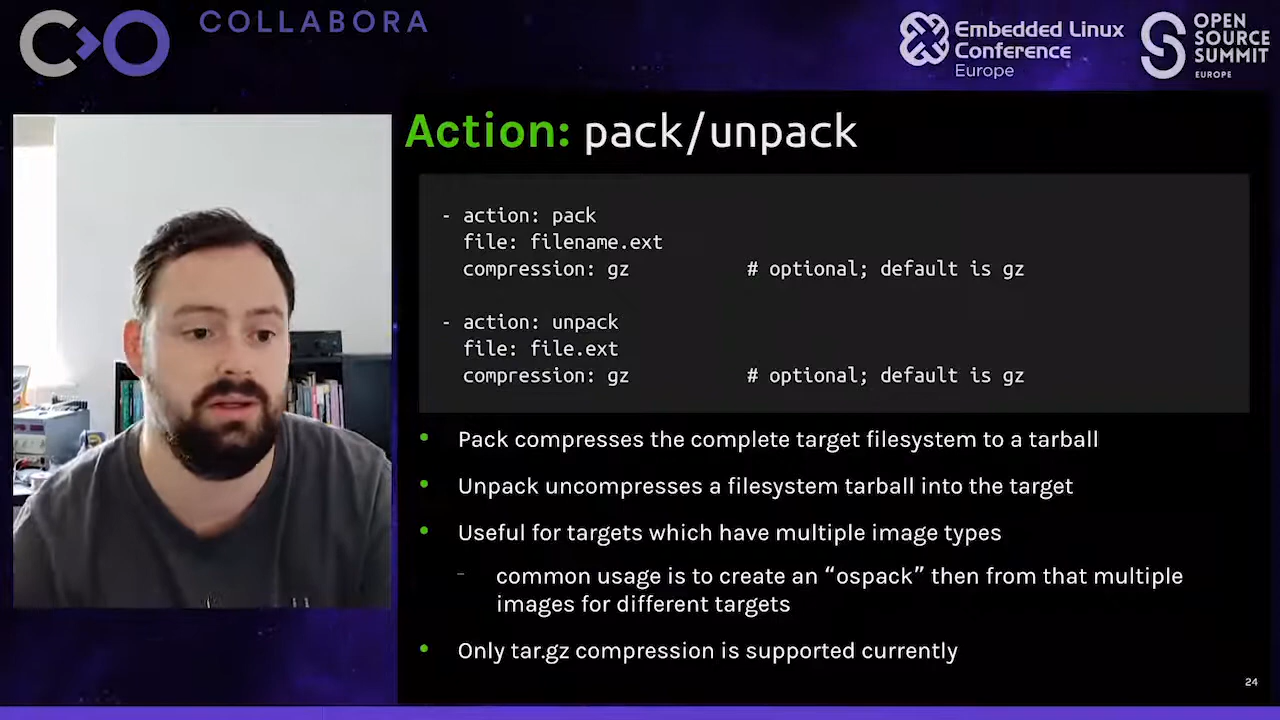 COLLABORA
Embedded Linux
Conference
Europe
OPEN
SOURCE
SUMMIT
EUROPE
Action: pack/unpack
- action: pack
file: filename.ext
compression: gz # optional; default is gz
- action: unpack
file: file.ext
compression: gz # optional; default is gz
• Pack compresses the complete target filesystem to a tarball
• Unpack uncompresses a filesystem tarball into the target
• Useful for targets which have multiple image types
– common usage is to create an “ospack” then from that multiple
images for different targets
• Only tar.gz compression is supported currently
24